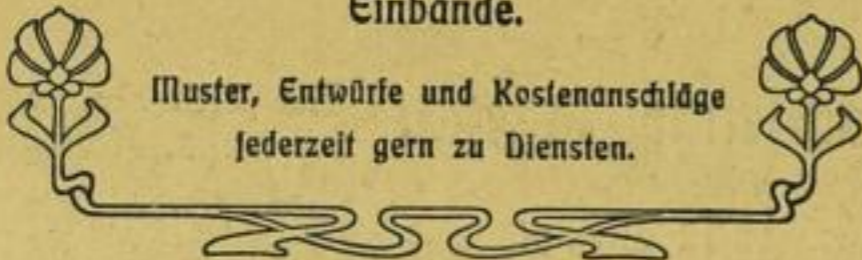 Einbände.
Muster, Entwürfe und Kostenanschläge
jederzeit gern zu Diensten.